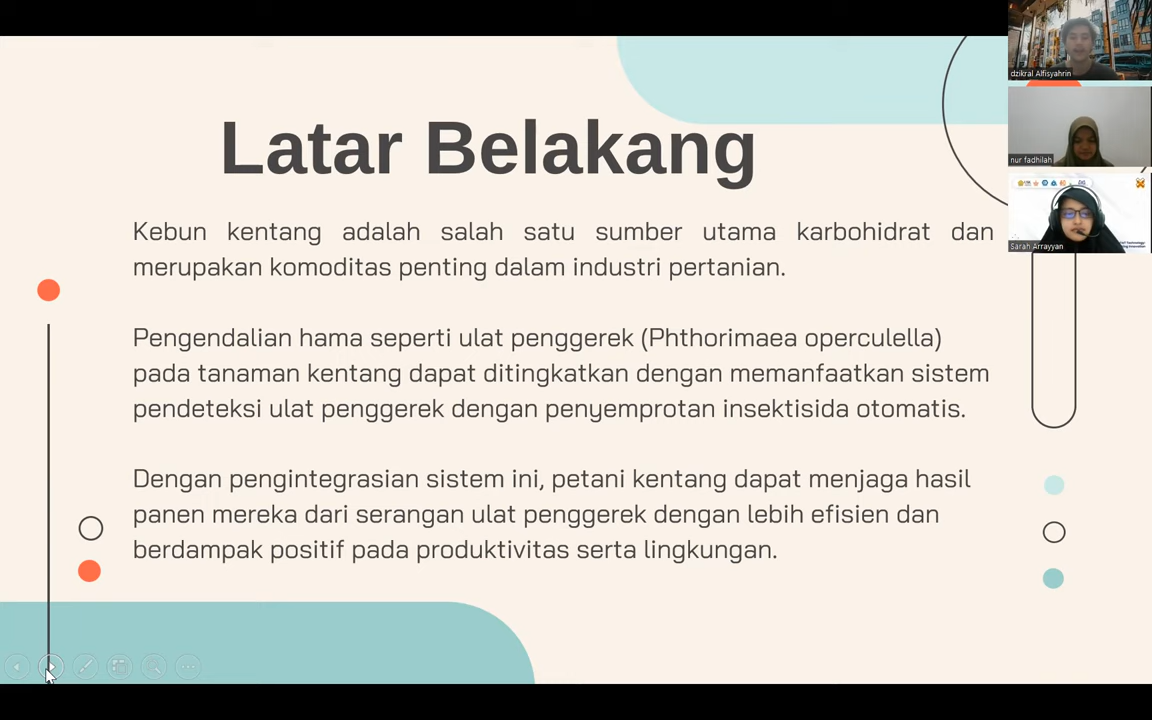 Latar Belakang
Kebun kentang adalah salah satu sumber utama karbohidrat dan
merupakan komoditas penting dalam industri pertanian.
Pengendalian hama seperti ulat penggerek (Phthorimaea operculella)
pada tanaman kentang dapat ditingkatkan dengan memanfaatkan sistem
pendeteksi ulat penggerek dengan penyemprotan insektisida otomatis.
Dengan pengintegrasian sistem ini, petani kentang dapat menjaga hasil
panen mereka dari serangan ulat penggerek dengan lebih efisien dan
berdampak positif pada produktivitas serta lingkungan.
dzikral Alfisyahrin
nur fadhilah
Sarah Arrayyan